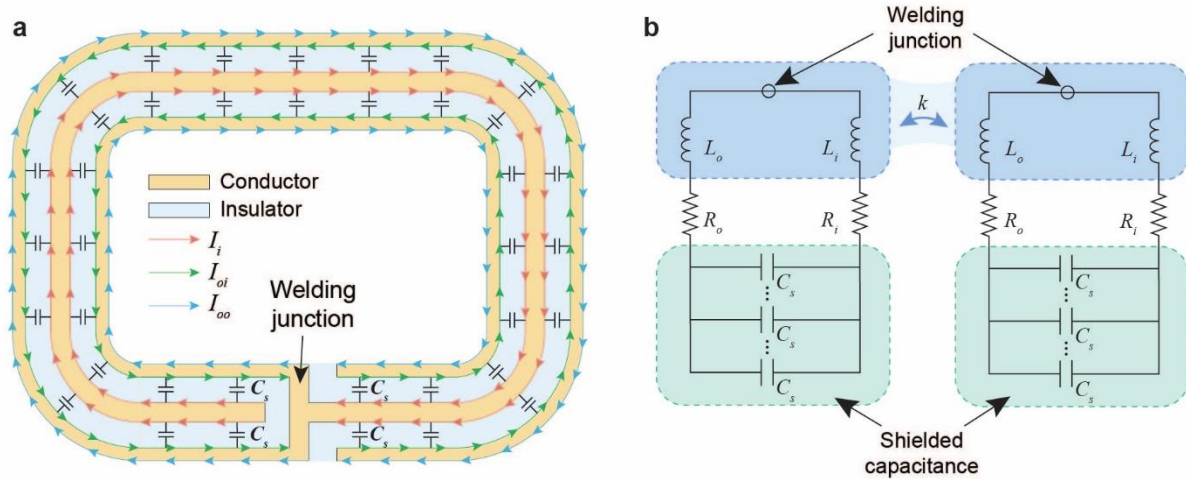 a
Conductor
Insulator
I_i
I_oi
I_oo
Welding
junction
C_s
C_s
C_s
C_s
b
Welding
junction
k
L_o
L_i
L_o
L_i
R_o
R_i
R_o
R_i
C_s
C_s
C_s
C_s
C_s
C_s
Shielded
capacitance